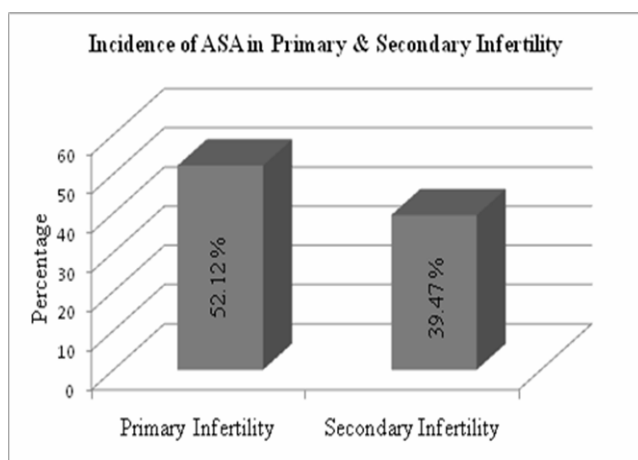 Incidence of ASA in Primary & Secondary Infertility
Percentage
60
50
40
30
20
10
0
52.12%
39.47%
Primary Infertility
Secondary Infertility